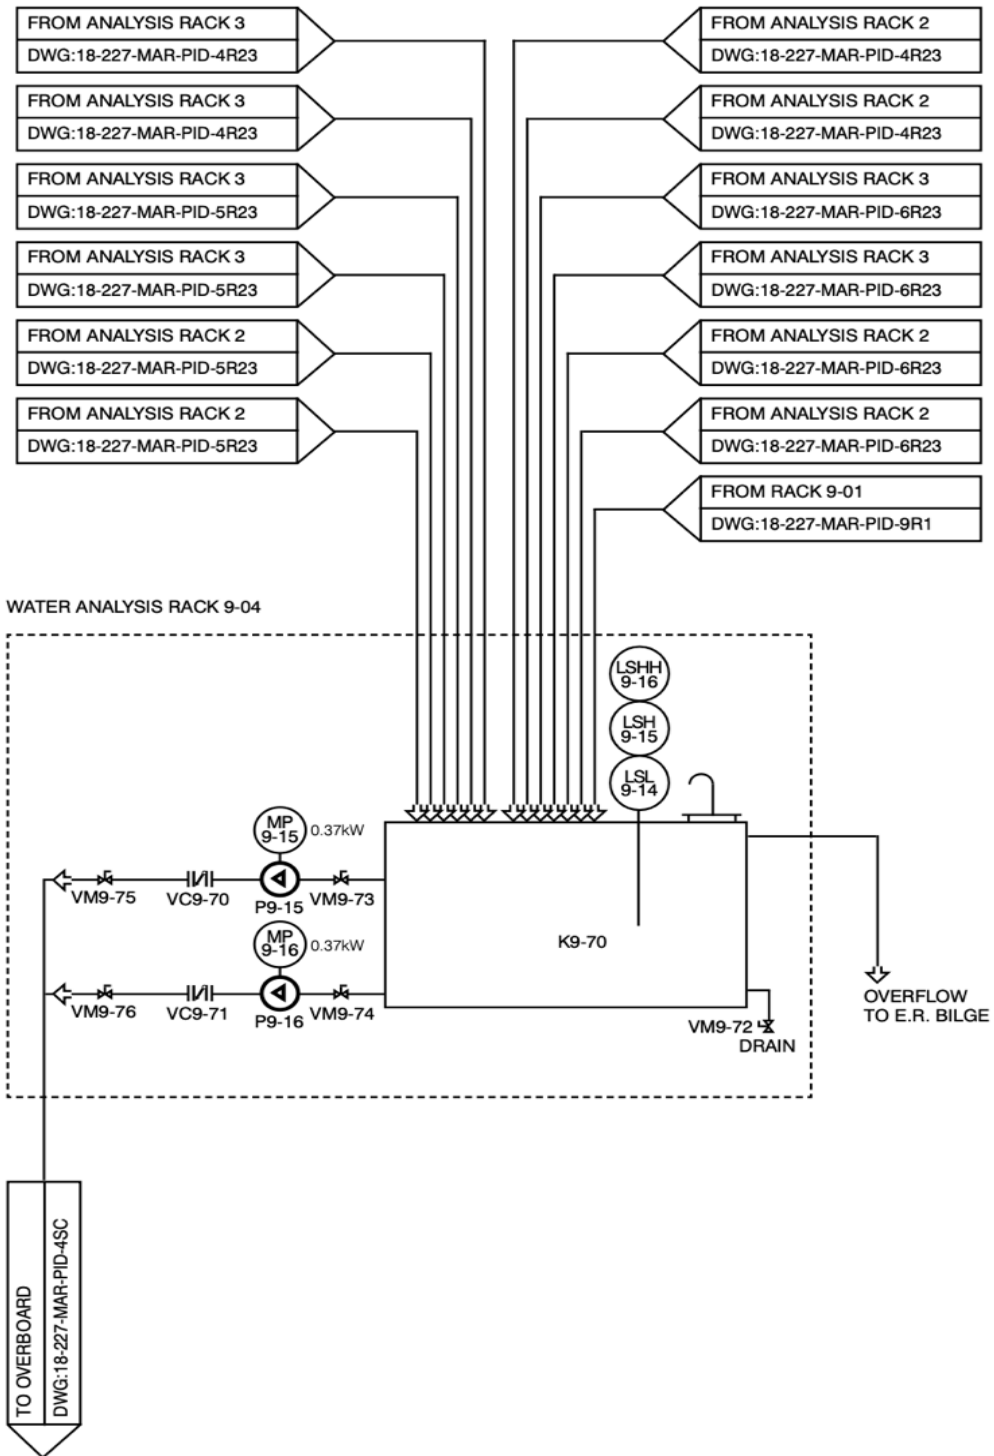 FROM ANALYSIS RACK 3
DWG:18-227-MAR-PID-4R23
FROM ANALYSIS RACK 3
DWG:18-227-MAR-PID-4R23
FROM ANALYSIS RACK 3
DWG:18-227-MAR-PID-5R23
FROM ANALYSIS RACK 3
DWG:18-227-MAR-PID-5R23
FROM ANALYSIS RACK 2
DWG:18-227-MAR-PID-5R23
FROM ANALYSIS RACK 2
DWG:18-227-MAR-PID-5R23
FROM ANALYSIS RACK 2
DWG:18-227-MAR-PID-4R23
FROM ANALYSIS RACK 2
DWG:18-227-MAR-PID-4R23
FROM ANALYSIS RACK 3
DWG:18-227-MAR-PID-6R23
FROM ANALYSIS RACK 3
DWG:18-227-MAR-PID-6R23
FROM ANALYSIS RACK 2
DWG:18-227-MAR-PID-6R23
FROM ANALYSIS RACK 2
DWG:18-227-MAR-PID-6R23
FROM RACK 9-01
DWG:18-227-MAR-PID-9R1
WATER ANALYSIS RACK 9-04
LSHH
9-16
LSH
9-15
LSL
9-14
MP
9-15
0.37kW
VM9-75
VC9-70
P9-15
VM9-73
MP
9-16
0.37kW
VM9-76
VC9-71
P9-16
VM9-74
K9-70
VM9-72
DRAIN
OVERFLOW
TO E.R. BILGE
TO OVERBOARD
DWG:18-227-MAR-PID-4SC